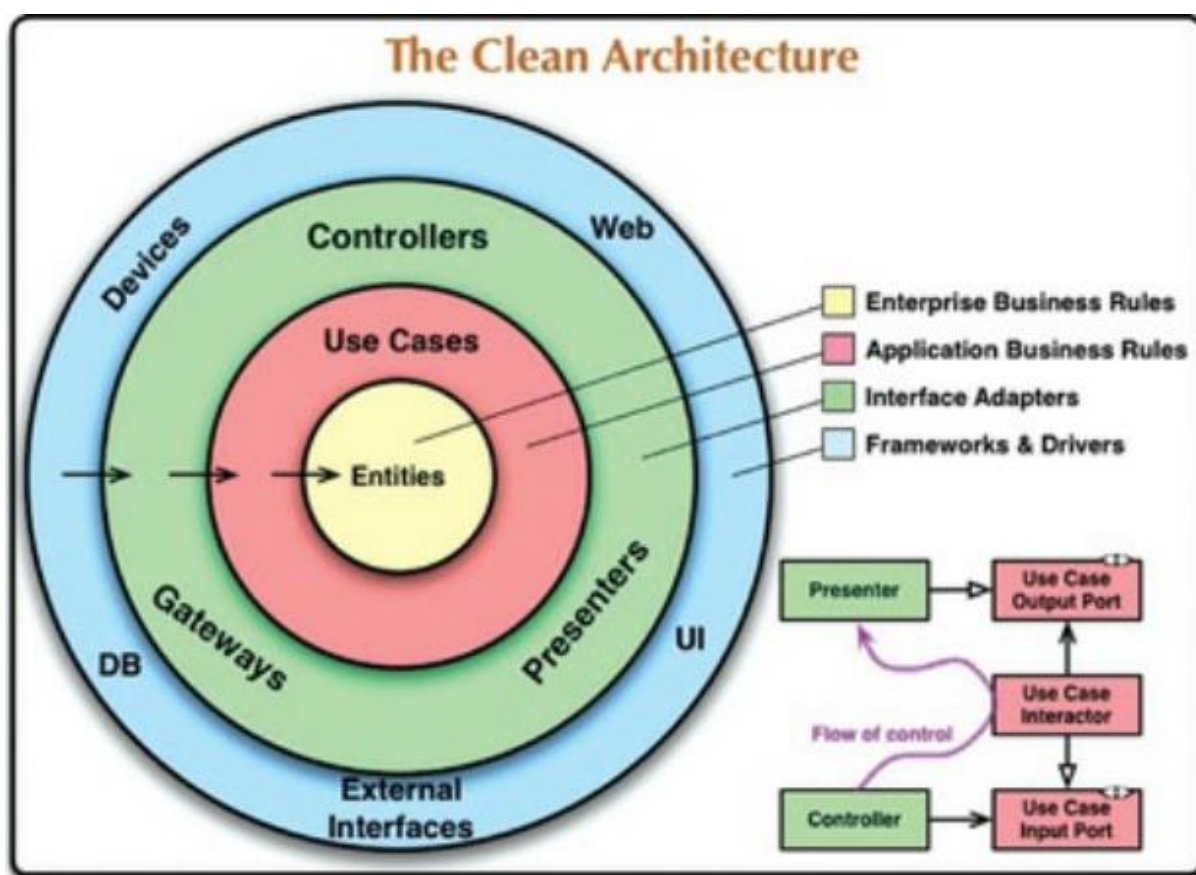 The Clean Architecture
Devices
Controllers
Web
Use Cases
Entities
Gateways
Presenters
DB
UI
External
Interfaces
Enterprise Business Rules
Application Business Rules
Interface Adapters
Frameworks & Drivers
Presenter
Use Case
Output Port
Use Case
Interactor
Flow of control
Controller
Use Case
Input Port